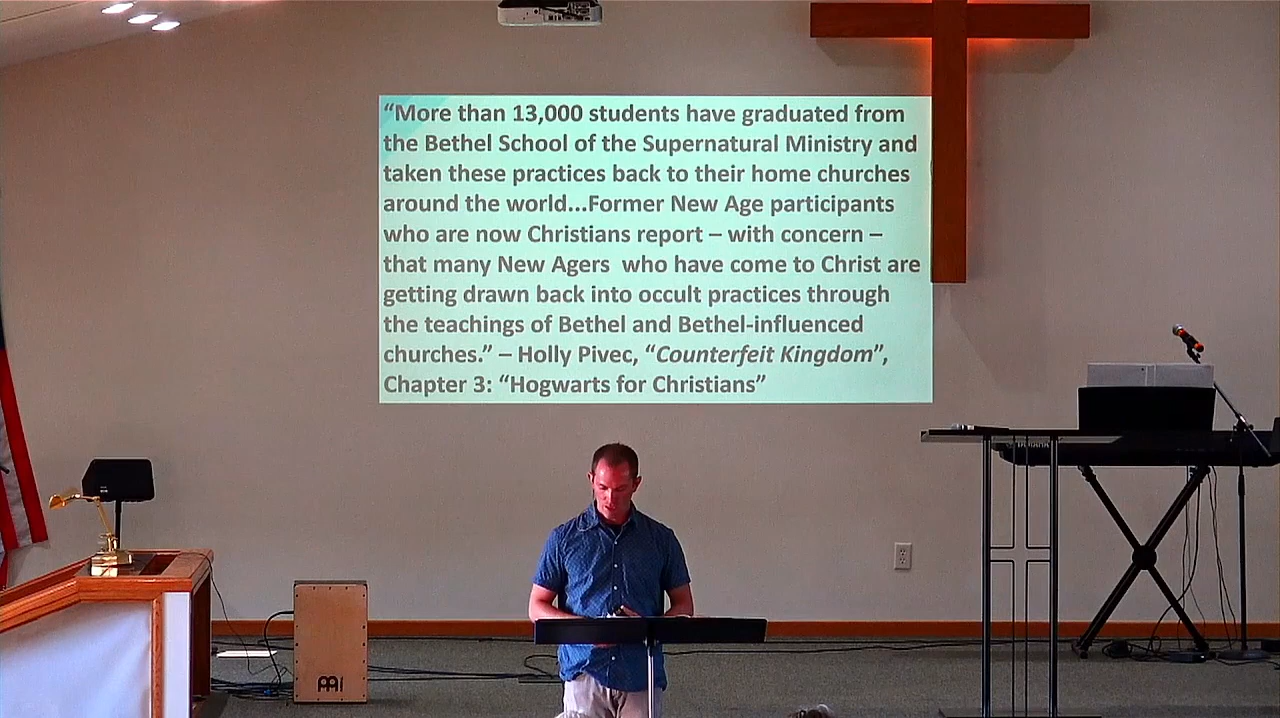 “More than 13,000 students have graduated from
the Bethel School of the Supernatural Ministry and
taken these practices back to their home churches
around the world...Former New Age participants
who are now Christians report – with concern –
that many New Agers  who have come to Christ are
getting drawn back into occult practices through
the teachings of Bethel and Bethel-influenced
churches.” – Holly Pivec, “Counterfeit Kingdom”,
Chapter 3: “Hogwarts for Christians”
MEINL